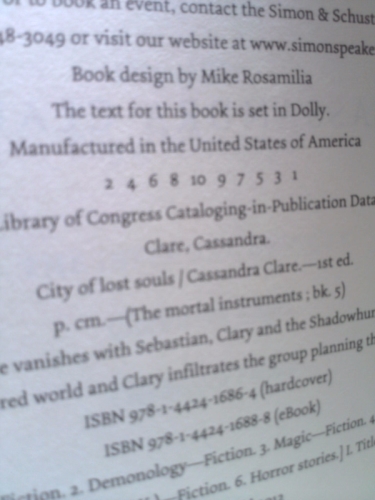 or to book an event, contact the Simon & Schust
48-3049 or visit our website at www.simonspeake
Book design by Mike Rosamilia
The text for this book is set in Dolly.
Manufactured in the United States of America
2 4 6 8 10 9 7 5 3 1
Library of Congress Cataloging-in-Publication Data
Clare, Cassandra.
City of lost souls / Cassandra Clare.—1st ed.
p. cm.—(The mortal instruments ; bk. 5)
e vanishes with Sebastian, Clary and the Shadowhun
red world and Clary infiltrates the group planning th
ISBN 978-1-4424-1686-4 (hardcover)
ISBN 978-1-4424-1688-8 (eBook)
iction. 2. Demonology—Fiction. 3. Magic—Fiction. 4
—Fiction. 6. Horror stories.] I. Titl